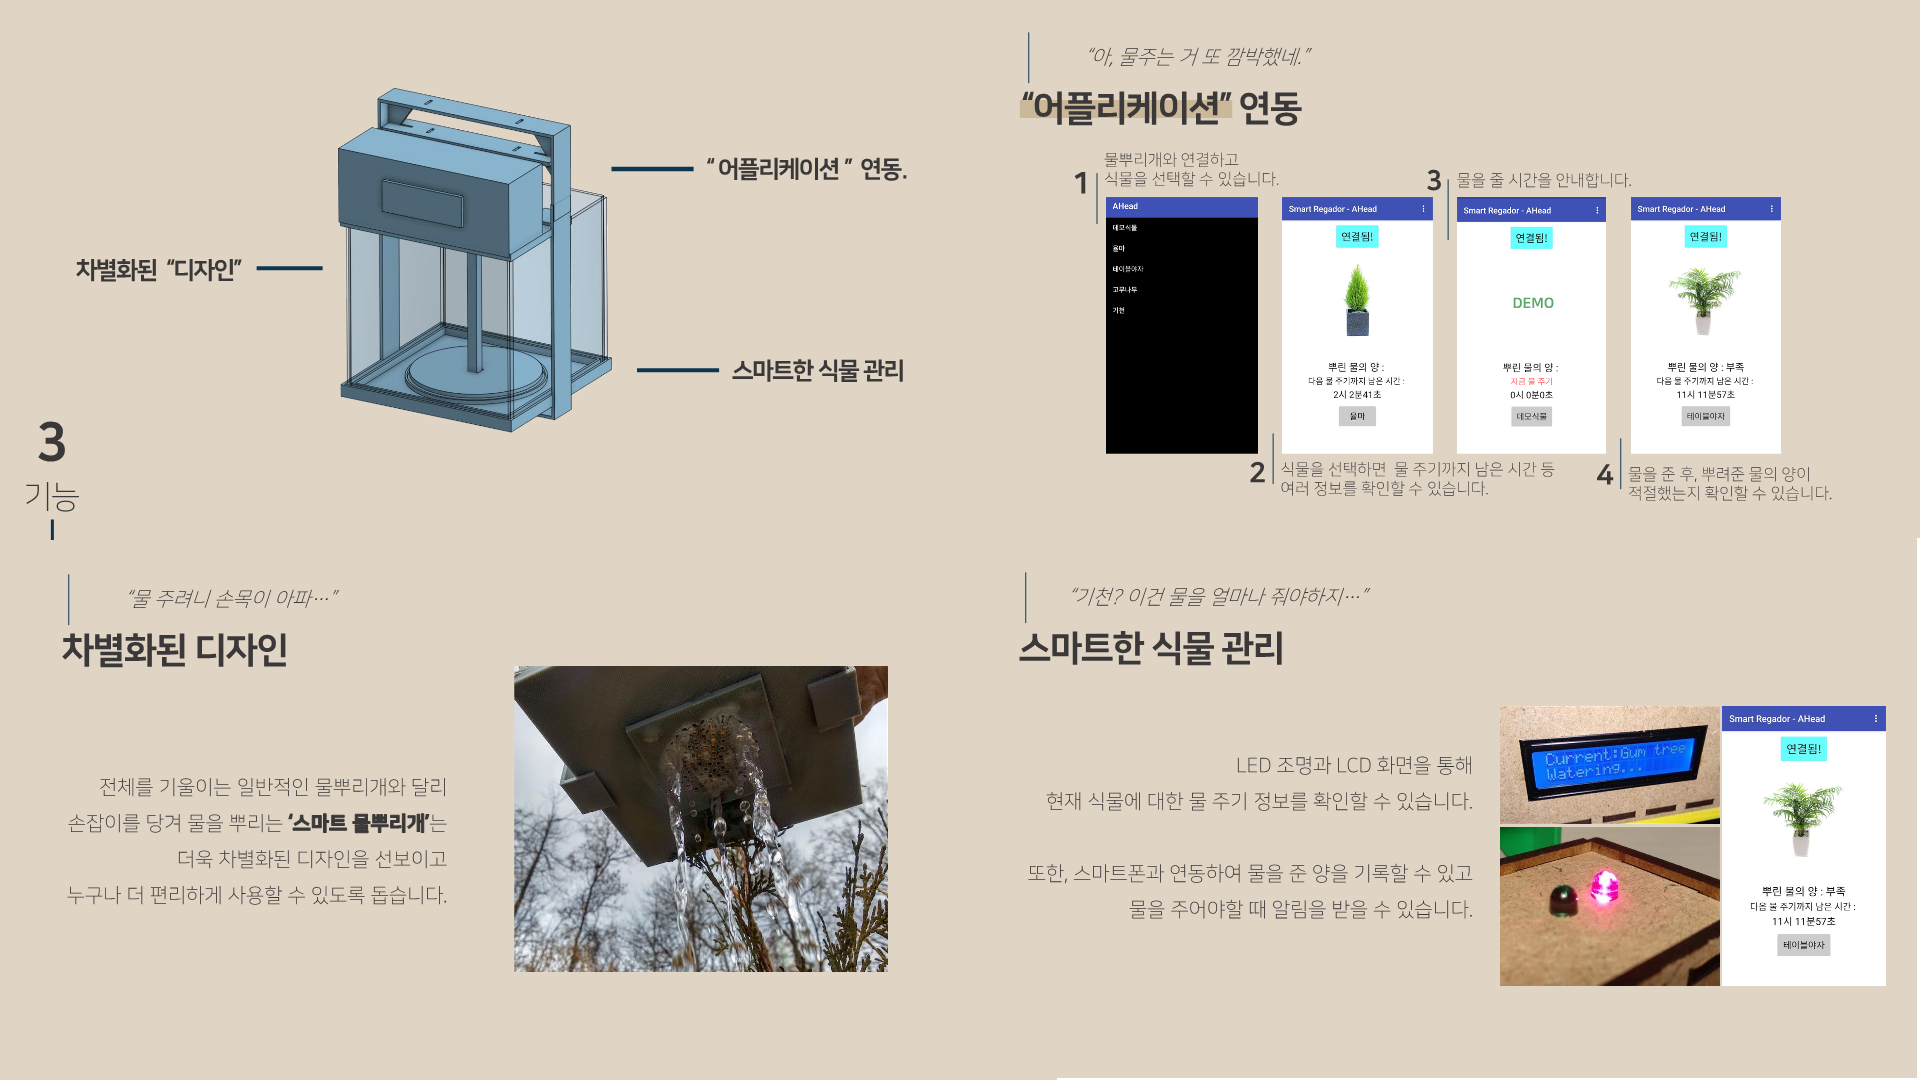 “ 어플리케이션 ” 연동.
차별화된 “디자인”
스마트한 식물 관리
3
기능
“아, 물주는 거 또 깜박했네.”
“어플리케이션” 연동
1
물뿌리개와 연결하고
식물을 선택할 수 있습니다.
3
물을 줄 시간을 안내합니다.
AHead
데모식물
율마
테이블야자
고무나무
기천
Smart Regador - AHead
연결됨!
뿌린 물의 양 :
다음 물 주기까지 남은 시간 :
2시 2분41초
율마
Smart Regador - AHead
연결됨!
DEMO
뿌린 물의 양 :
지금 물 주기
0시 0분0초
데모식물
Smart Regador - AHead
연결됨!
뿌린 물의 양 : 부족
다음 물 주기까지 남은 시간 :
11시 11분57초
테이블야자
2
식물을 선택하면 물 주기까지 남은 시간 등
여러 정보를 확인할 수 있습니다.
4
물을 준 후, 뿌려준 물의 양이
적절했는지 확인할 수 있습니다.
“물 주려니 손목이 아파…”
차별화된 디자인
전체를 기울이는 일반적인 물뿌리개와 달리
손잡이를 당겨 물을 뿌리는 ‘스마트 물뿌리개’는
더욱 차별화된 디자인을 선보이고
누구나 더 편리하게 사용할 수 있도록 돕습니다.
“기천? 이건 물을 얼마나 줘야하지…”
스마트한 식물 관리
LED 조명과 LCD 화면을 통해
현재 식물에 대한 물 주기 정보를 확인할 수 있습니다.
또한, 스마트폰과 연동하여 물을 준 양을 기록할 수 있고
물을 주어야할 때 알림을 받을 수 있습니다.
Current:Gum tree
Watering...
Smart Regador - AHead
연결됨!
뿌린 물의 양 : 부족
다음 물 주기까지 남은 시간 :
11시 11분57초
테이블야자